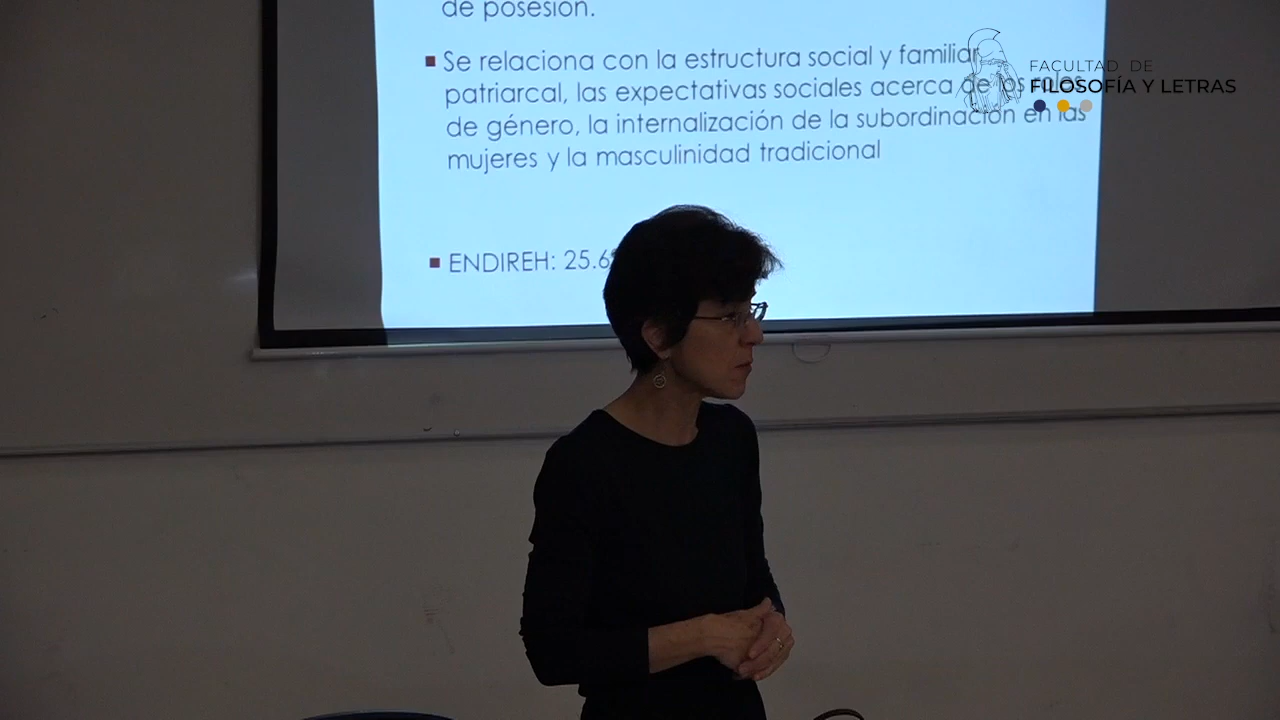 de posesión.
Se relaciona con la estructura social y familiar
patriarcal, las expectativas sociales acerca de los roles
de género, la internalización de la subordinación en las
mujeres y la masculinidad tradicional
ENDIREH: 25.6
FACULTAD DE
FILOSOFÍA Y LETRAS